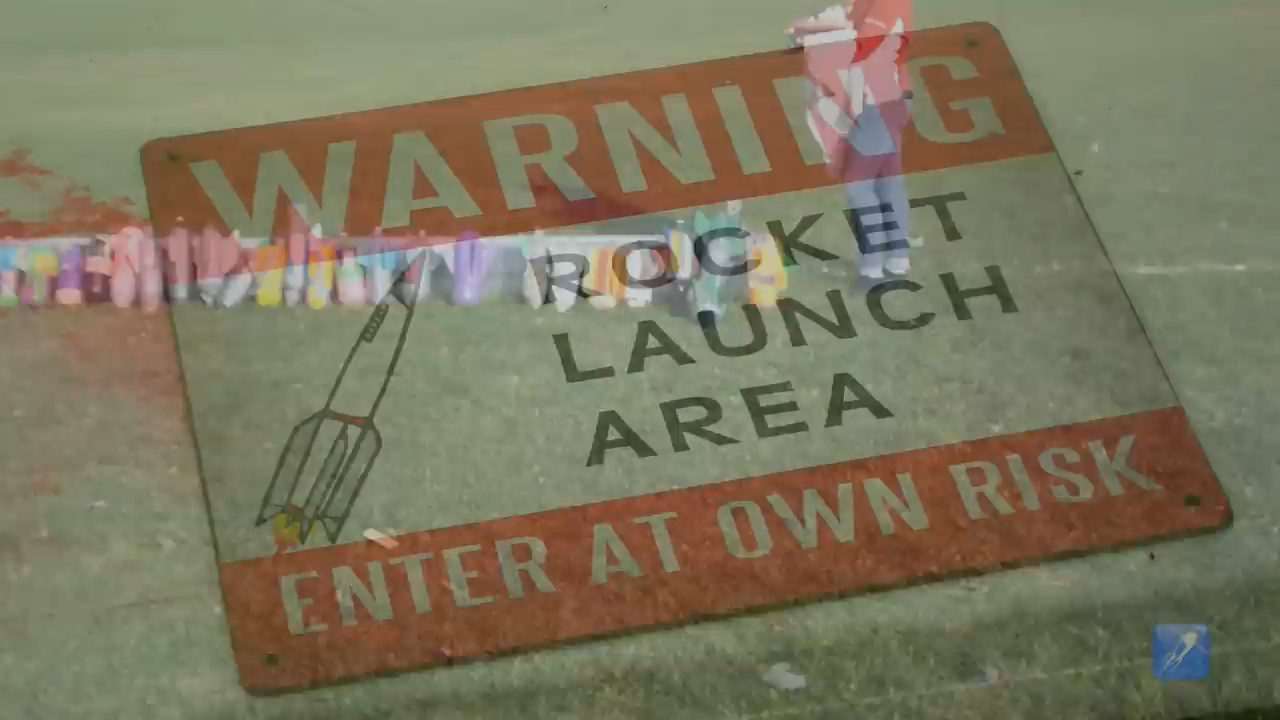 WARNING
ROCKET
LAUNCH
AREA
ENTER AT OWN RISK